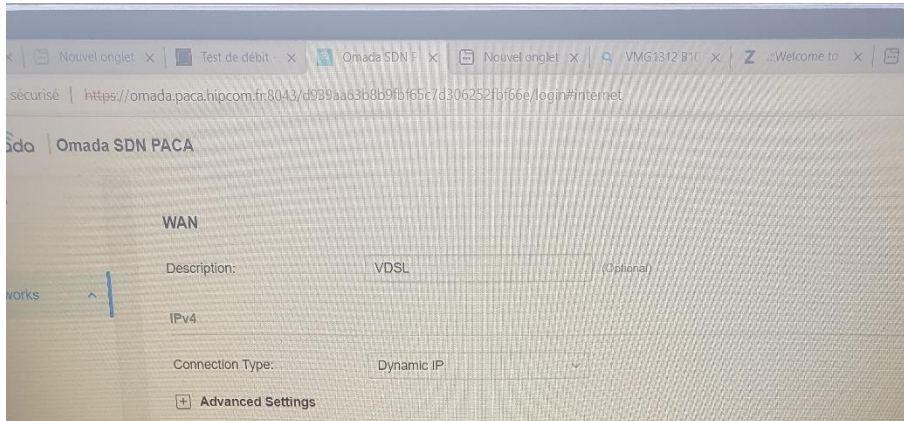 Nouvel onglet Test de débit Omada SDN P Nouvel onglet VMG1312 B1 Z Welcome to
sécurisé | https://omada.paca.hipcom.fr:8043/d939aa63b8b9fbf65c7d306252fbf66e/login#internet
Omada SDN PACA
WAN
Description: VDSL (Optional)
works
IPv4
Connection Type: Dynamic IP
Advanced Settings